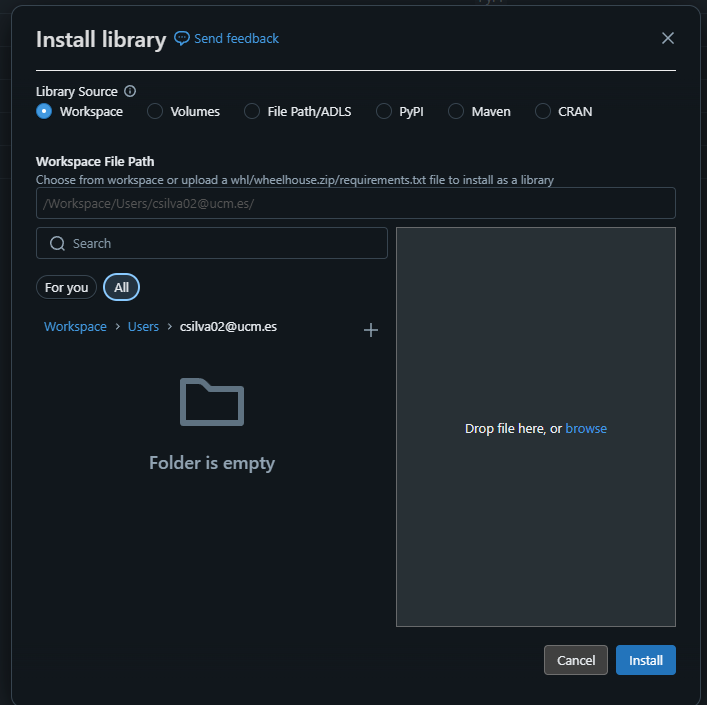 Install library Send feedback
Library Source
Workspace Volumes File Path/ADLS PyPI Maven CRAN
Workspace File Path
Choose from workspace or upload a whl/wheelhouse.zip/requirements.txt file to install as a library
/Workspace/Users/csilva02@ucm.es/
Search
For you All
Workspace > Users > csilva02@ucm.es
Folder is empty
Drop file here, or browse
Cancel Install